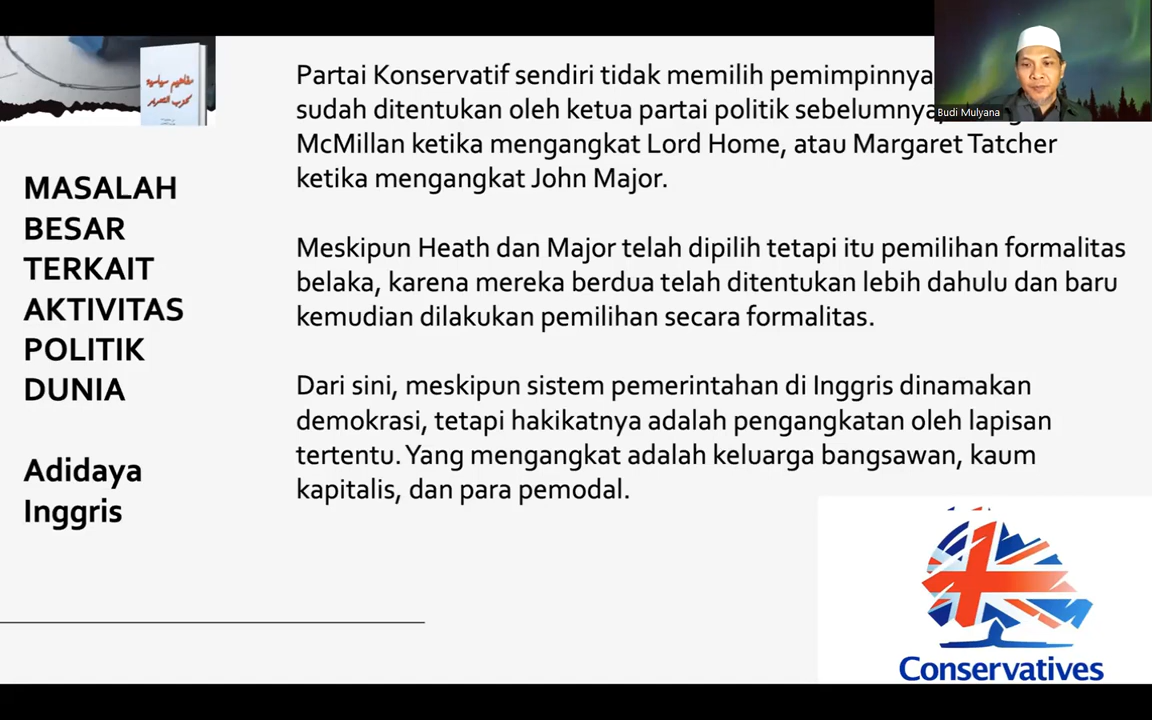 مفاهيم سياسية
لحزب التحرير
MASALAH
BESAR
TERKAIT
AKTIVITAS
POLITIK
DUNIA
Adidaya
Inggris
Partai Konservatif sendiri tidak memilih pemimpinnya
sudah ditentukan oleh ketua partai politik sebelumnya,
McMillan ketika mengangkat Lord Home, atau Margaret Tatcher
ketika mengangkat John Major.
Meskipun Heath dan Major telah dipilih tetapi itu pemilihan formalitas
belaka, karena mereka berdua telah ditentukan lebih dahulu dan baru
kemudian dilakukan pemilihan secara formalitas.
Dari sini, meskipun sistem pemerintahan di Inggris dinamakan
demokrasi, tetapi hakikatnya adalah pengangkatan oleh lapisan
tertentu. Yang mengangkat adalah keluarga bangsawan, kaum
kapitalis, dan para pemodal.
Budi Mulyana
Conservatives